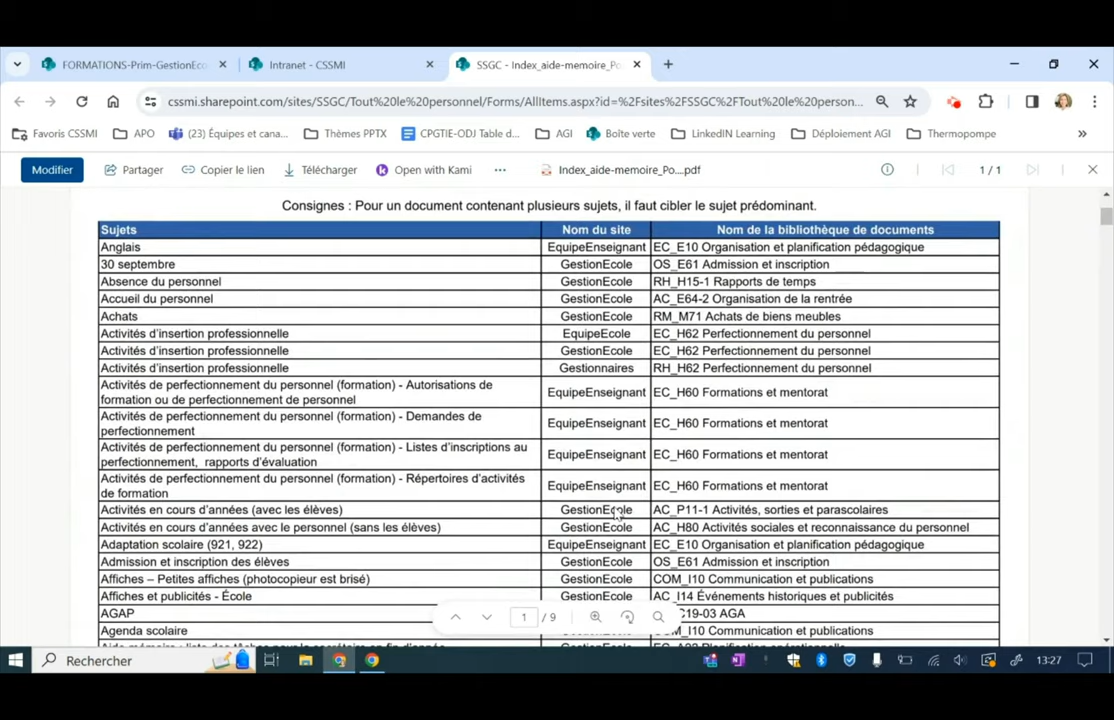 FORMATIONS-Prim-GestionEco
Intranet - CSSMI
SSGC - Index_aide-memoire_Po
cssmi.sharepoint.com/sites/SSGC/Tout%20le%20personnel/Forms/AllItems.aspx?id=%2Fsites%2FSSGC%2FTout%20le%20person...
Favoris CSSMI
APO
(23) Équipes et cana...
Thèmes PPTX
CPGTIE-ODJ Table d...
AGI
Boîte verte
LinkedIN Learning
Déploiement AGI
Thermopompe
Modifier
Partager
Copier le lien
Télécharger
Open with Kami
Index_aide-memoire_Po....pdf
1 / 1
Consignes : Pour un document contenant plusieurs sujets, il faut cibler le sujet prédominant.
Sujets Nom du site Nom de la bibliothèque de documents
Anglais EquipeEnseignant EC_E10 Organisation et planification pédagogique
30 septembre GestionEcole OS_E61 Admission et inscription
Absence du personnel GestionEcole RH_H15-1 Rapports de temps
Accueil du personnel GestionEcole AC_E64-2 Organisation de la rentrée
Achats GestionEcole RM_M71 Achats de biens meubles
Activités d'insertion professionnelle EquipeEcole EC_H62 Perfectionnement du personnel
Activités d'insertion professionnelle GestionEcole EC_H62 Perfectionnement du personnel
Activités d'insertion professionnelle Gestionnaires RH_H62 Perfectionnement du personnel
Activités de perfectionnement du personnel (formation) - Autorisations de
formation ou de perfectionnement de personnel EquipeEnseignant EC_H60 Formations et mentorat
Activités de perfectionnement du personnel (formation) - Demandes de
perfectionnement EquipeEnseignant EC_H60 Formations et mentorat
Activités de perfectionnement du personnel (formation) - Listes d'inscriptions au
perfectionnement, rapports d'évaluation EquipeEnseignant EC_H60 Formations et mentorat
Activités de perfectionnement du personnel (formation) - Répertoires d'activités
de formation EquipeEnseignant EC_H60 Formations et mentorat
Activités en cours d'années (avec les élèves) GestionEcole AC_P11-1 Activités, sorties et parascolaires
Activités en cours d'années avec le personnel (sans les élèves) GestionEcole AC_H80 Activités sociales et reconnaissance du personnel
Adaptation scolaire (921, 922) EquipeEnseignant EC_E10 Organisation et planification pédagogique
Admission et inscription des élèves GestionEcole OS_E61 Admission et inscription
Affiches – Petites affiches (photocopieur est brisé) GestionEcole COM_I10 Communication et publications
Affiches et publicités - École GestionEcole AC_I14 Événements historiques et publicités
AGAP C19-03 AGA
Agenda scolaire M_I10 Communication et publications
1 / 9
Rechercher
13:27